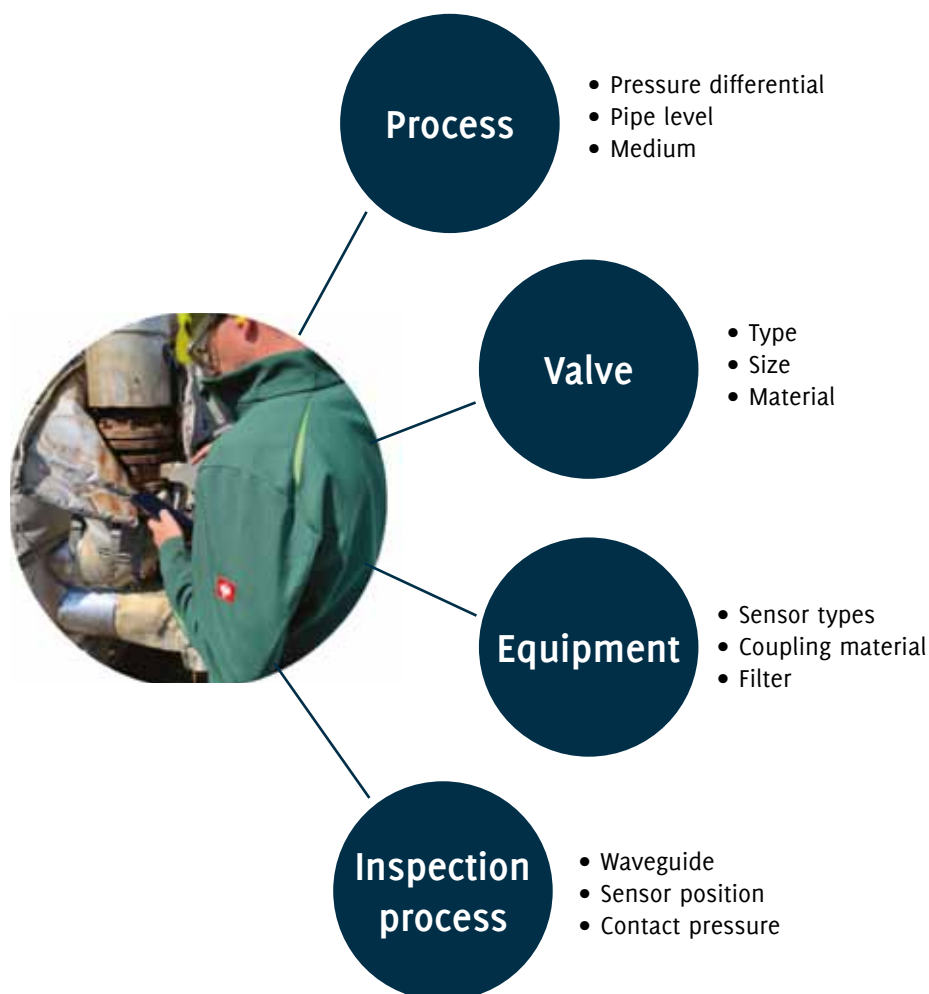 Process
• Pressure differential
• Pipe level
• Medium
Valve
• Type
• Size
• Material
Equipment
• Sensor types
• Coupling material
• Filter
Inspection
process
• Waveguide
• Sensor position
• Contact pressure